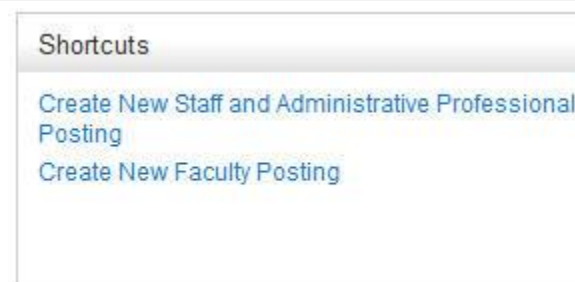 Shortcuts
Create New Staff and Administrative Professional
Posting
Create New Faculty Posting